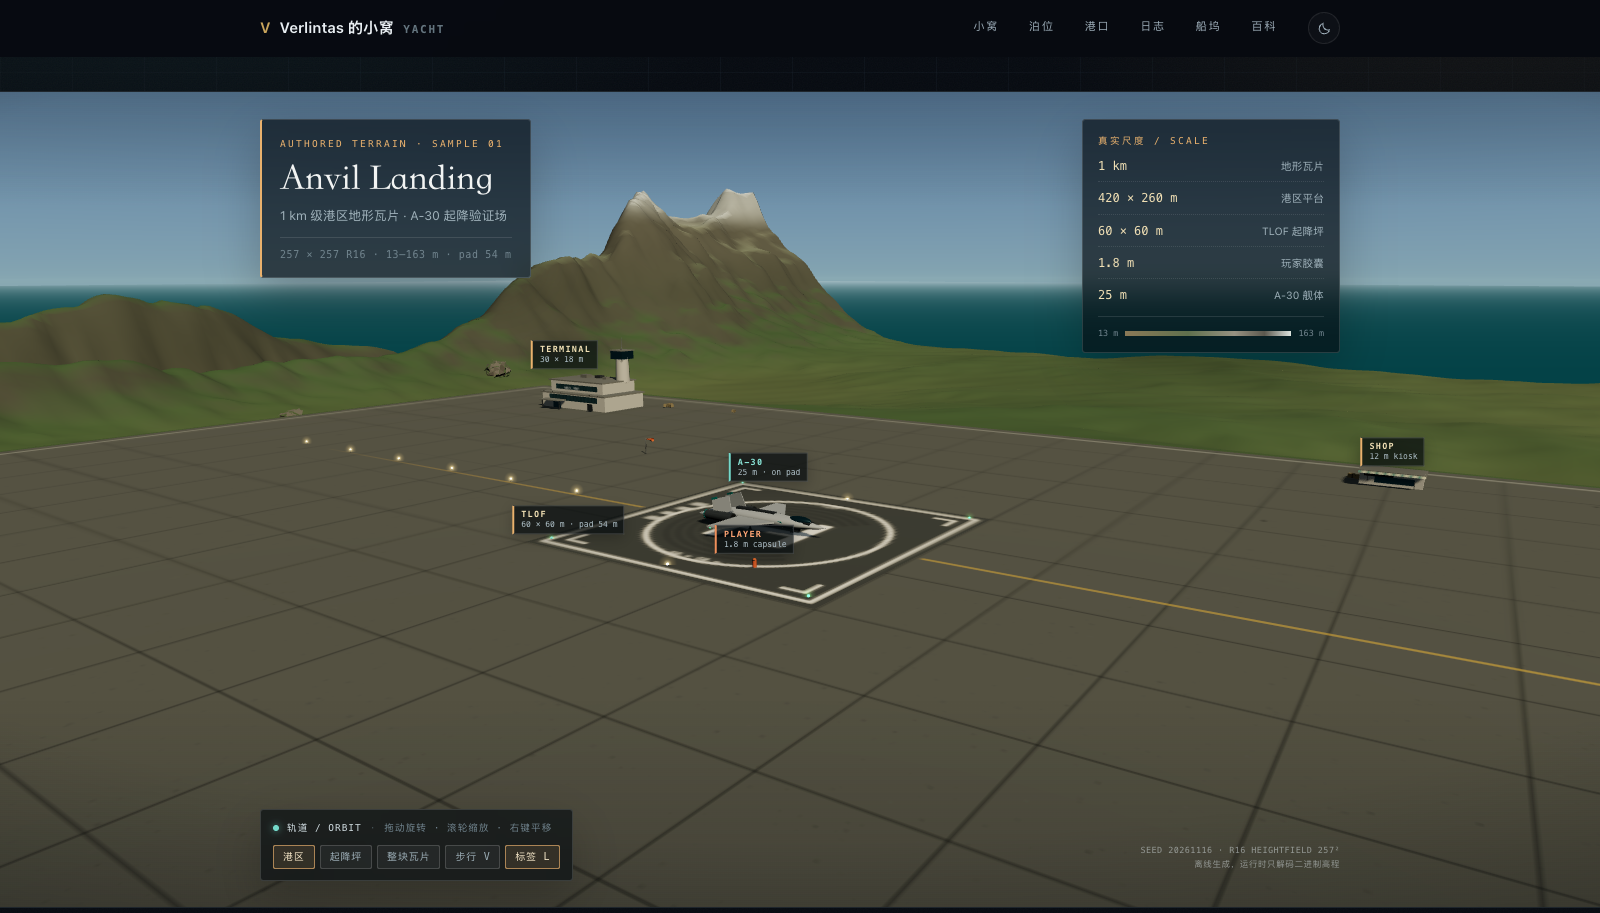 V Verlintas 的小窝 YACHT
小窝 泊位 港口 日志 船坞 百科
AUTHORED TERRAIN · SAMPLE 01
Anvil Landing
1 km 级港区地形瓦片 · A-30 起降验证场
257 × 257 R16 · 13–163 m · pad 54 m
真实尺度 / SCALE
1 km 地形瓦片
420 × 260 m 港区平台
60 × 60 m TLOF 起降坪
1.8 m 玩家胶囊
25 m A-30 舰体
13 m 163 m
TERMINAL
30 × 18 m
SHOP
12 m kiosk
A-30
25 m · on pad
TLOF
60 × 60 m · pad 54 m
PLAYER
1.8 m capsule
轨道 / ORBIT · 拖动旋转 · 滚轮缩放 · 右键平移
港区 起降坪 整块瓦片 步行 V 标签 L
SEED 20261116 · R16 HEIGHTFIELD 257²
离线生成，运行时只解码二进制高程